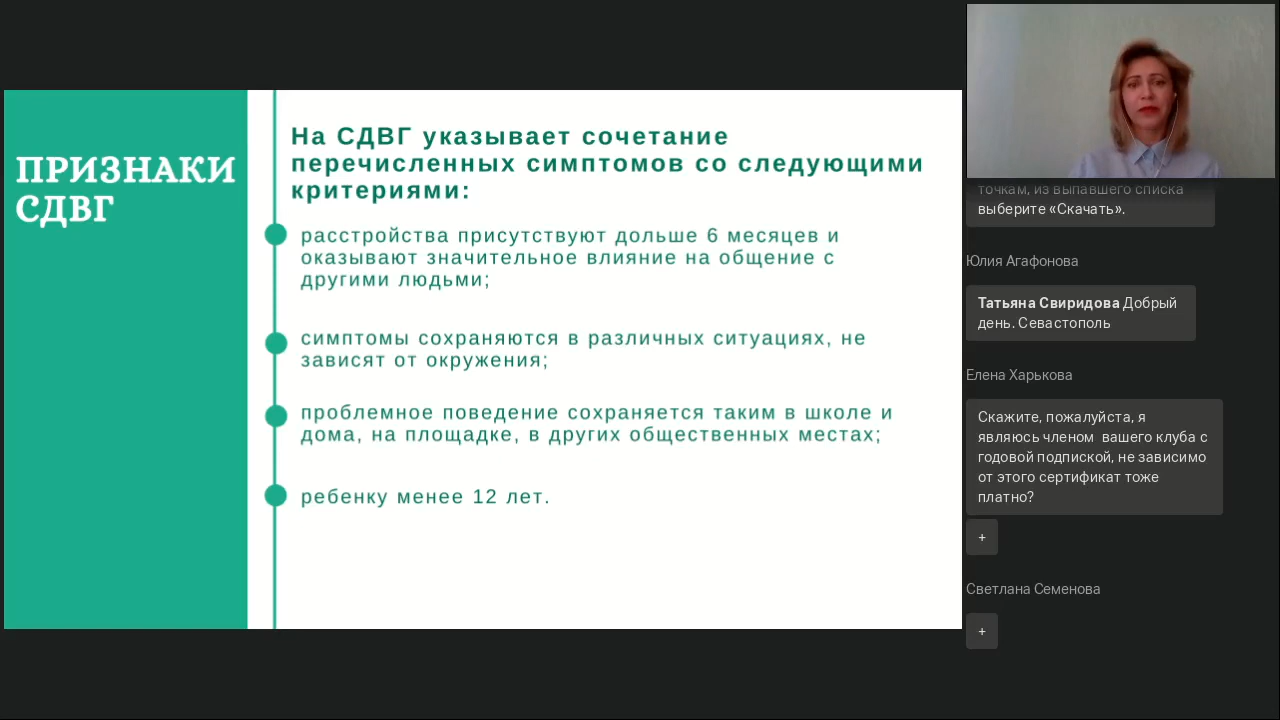 ПРИЗНАКИ
СДВГ
На СДВГ указывает сочетание
перечисленных симптомов со следующими
критериями:
расстройства присутствуют дольше 6 месяцев и
оказывают значительное влияние на общение с
другими людьми;
симптомы сохраняются в различных ситуациях, не
зависят от окружения;
проблемное поведение сохраняется таким в школе и
дома, на площадке, в других общественных местах;
ребенку менее 12 лет.
точкам, из выпавшего списка
выберите «Скачать».
Юлия Агафонова
Татьяна Свиридова Добрый
день. Севастополь
Елена Харькова
Скажите, пожалуйста, я
являюсь членом  вашего клуба с
годовой подпиской, не зависимо
от этого сертификат тоже
платно?
+
Светлана Семенова
+